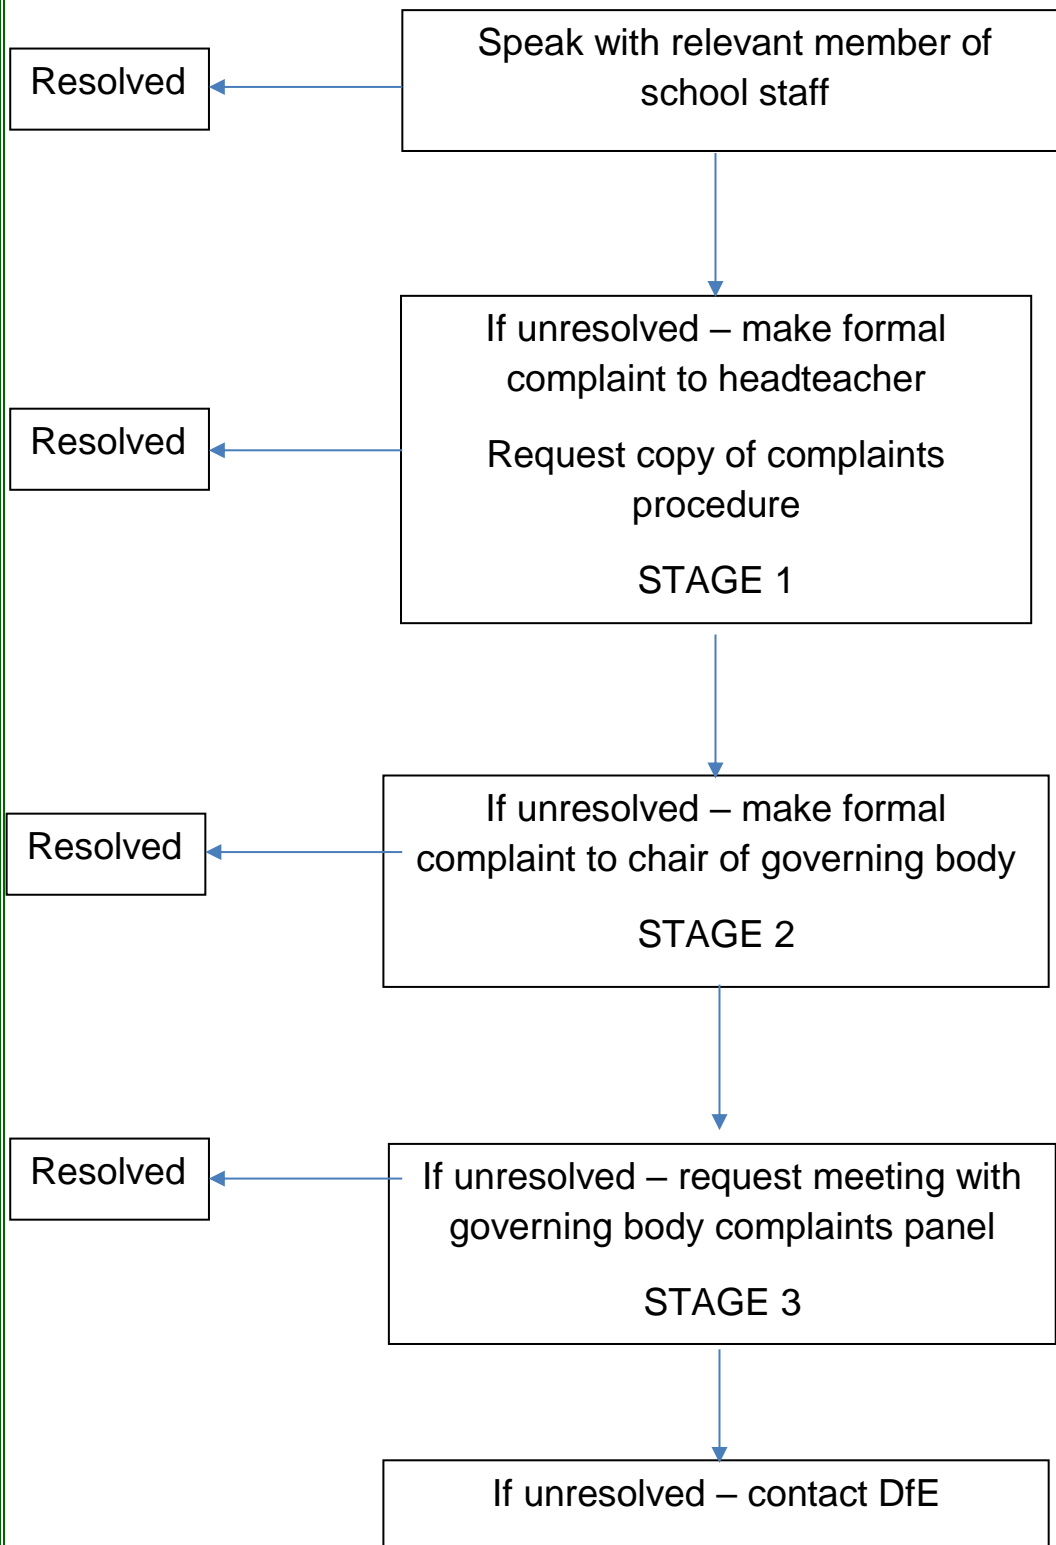 Speak with relevant member of
school staff
Resolved
If unresolved – make formal
complaint to headteacher
Request copy of complaints
procedure
STAGE 1
Resolved
If unresolved – make formal
complaint to chair of governing body
STAGE 2
Resolved
If unresolved – request meeting with
governing body complaints panel
STAGE 3
Resolved
If unresolved – contact DfE